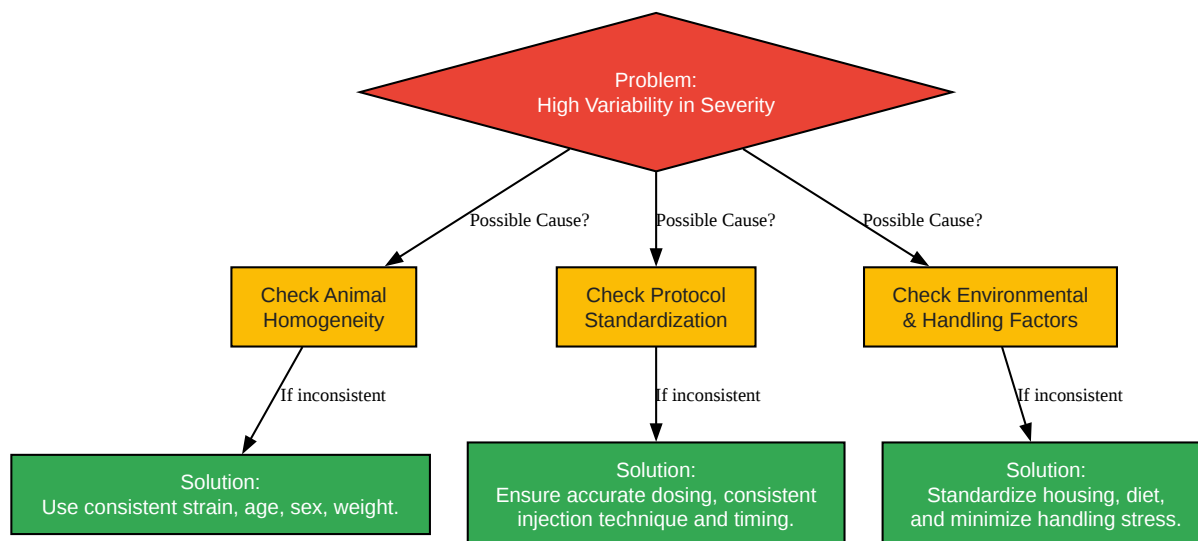 Problem:
High Variability in Severity
Possible Cause?
Possible Cause?
Possible Cause?
Check Animal
Homogeneity
Check Protocol
Standardization
Check Environmental
& Handling Factors
If inconsistent
If inconsistent
If inconsistent
Solution:
Use consistent strain, age, sex, weight.
Solution:
Ensure accurate dosing, consistent
injection technique and timing.
Solution:
Standardize housing, diet,
and minimize handling stress.